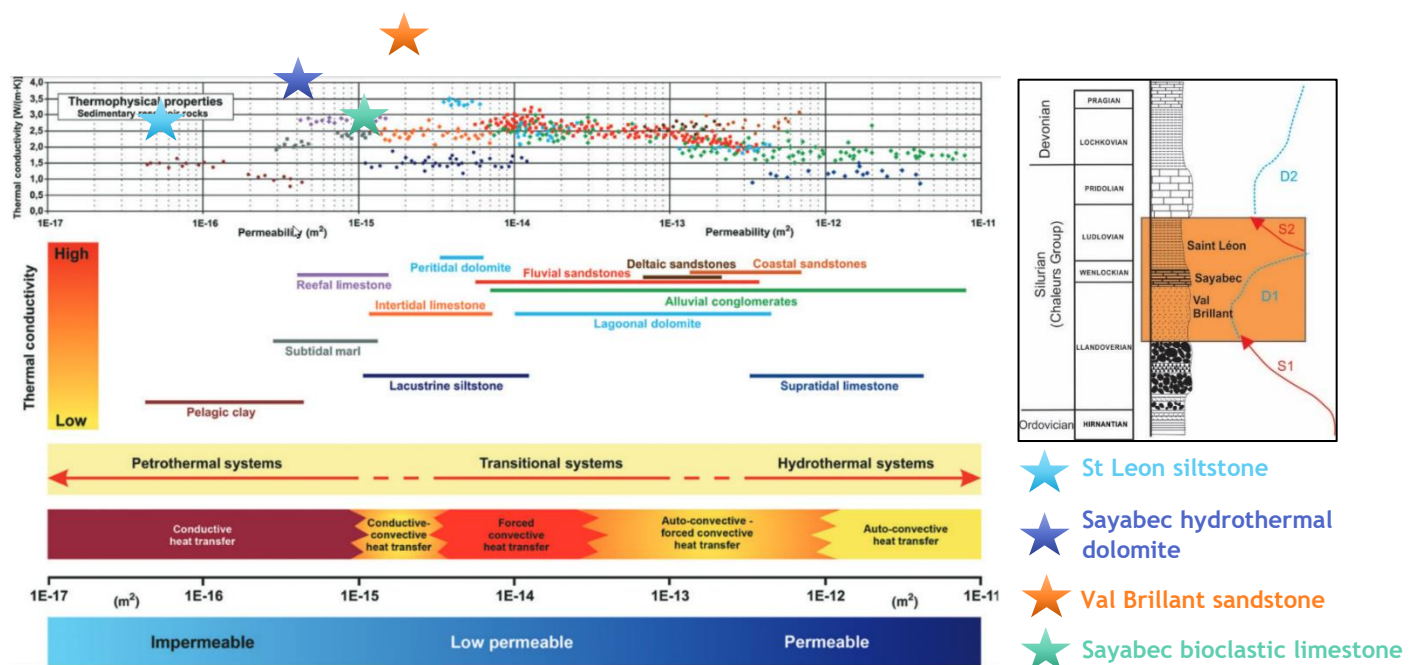 Thermal conductivity [W/(m·K)]
4,0
3,5
3,0
2,5
2,0
1,5
1,0
0,5
0,0
Thermophysical properties
Sedimentary reservoir rocks
1E-17
1E-16
1E-15
1E-14
1E-13
1E-12
1E-11
Permeability (m²)
Permeability (m²)
Thermal conductivity
High
Low
Peritidal dolomite
Reefal limestone
Fluvial sandstones
Deltaic sandstones
Coastal sandstones
Intertidal limestone
Alluvial conglomerates
Lagoonal dolomite
Subtidal marl
Lacustrine siltstone
Supratidal limestone
Pelagic clay
Petrothermal systems
Transitional systems
Hydrothermal systems
Conductive
heat transfer
Conductive-
convective
heat transfer
Forced
convective
heat transfer
Auto-convective -
forced convective
heat transfer
Auto-convective
heat transfer
1E-17
(m²)
1E-16
1E-15
1E-14
1E-13
1E-12
(m²)
1E-11
Impermeable
Low permeable
Permeable
Devonian
Silurian
(Chaleurs Group)
Ordovician
PRAGIAN
LOCHKOVIAN
PRIDOLIAN
LUDLOVIAN
WENLOCKIAN
LLANDOVERIAN
HIRNANTIAN
Saint Léon
Sayabec
Val
Brillant
D2
S2
D1
S1
St Leon siltstone
Sayabec hydrothermal
dolomite
Val Brillant sandstone
Sayabec bioclastic limestone